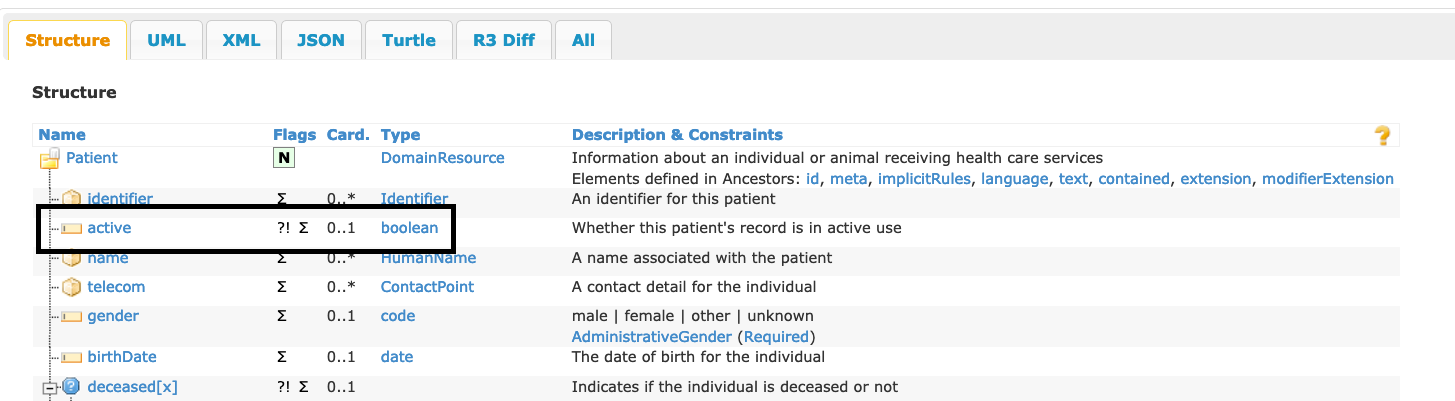 Structure UML XML JSON Turtle R3 Diff All
Structure
Name Flags Card. Type Description & Constraints ?
Patient N DomainResource Information about an individual or animal receiving health care services
Elements defined in Ancestors: id, meta, implicitRules, language, text, contained, extension, modifierExtension
identifier Σ 0..* Identifier An identifier for this patient
active ?! Σ 0..1 boolean Whether this patient's record is in active use
name Σ 0..* HumanName A name associated with the patient
telecom Σ 0..* ContactPoint A contact detail for the individual
gender Σ 0..1 code male | female | other | unknown
AdministrativeGender (Required)
birthDate Σ 0..1 date The date of birth for the individual
deceased[x] ?! Σ 0..1 Indicates if the individual is deceased or not